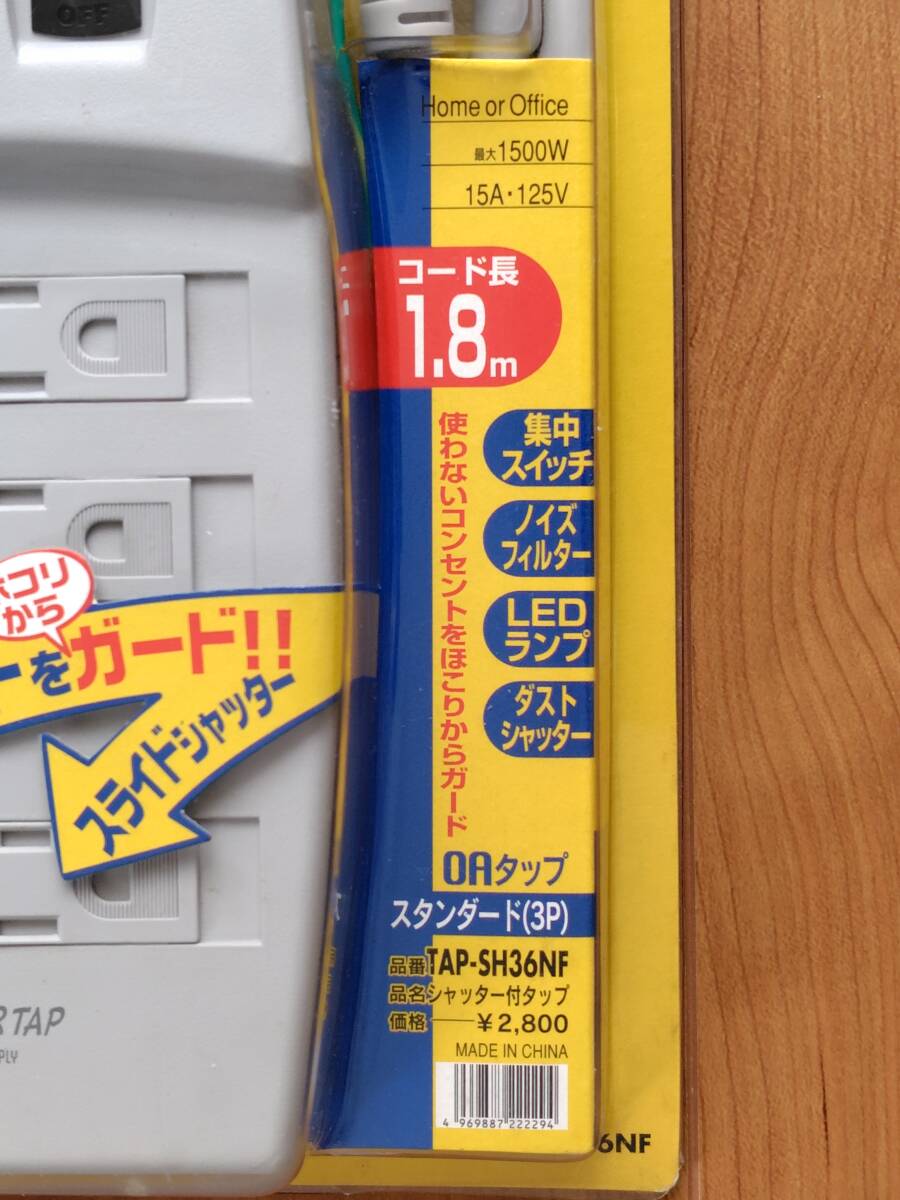 OFF
Home or Office
最大1500W
15A・125V
コード長
1.8m
集中
スイッチ
ノイズ
フィルター
LED
ランプ
ダスト
シャッター
使わないコンセントをほこりからガード
ホコリ
から
ーをガード!!
スライドシャッター
OAタップ
スタンダード(3P)
品番TAP-SH36NF
品名シャッター付タップ
価格 ¥2,800
MADE IN CHINA
4 969887 222294
TAP
PLY
6NF